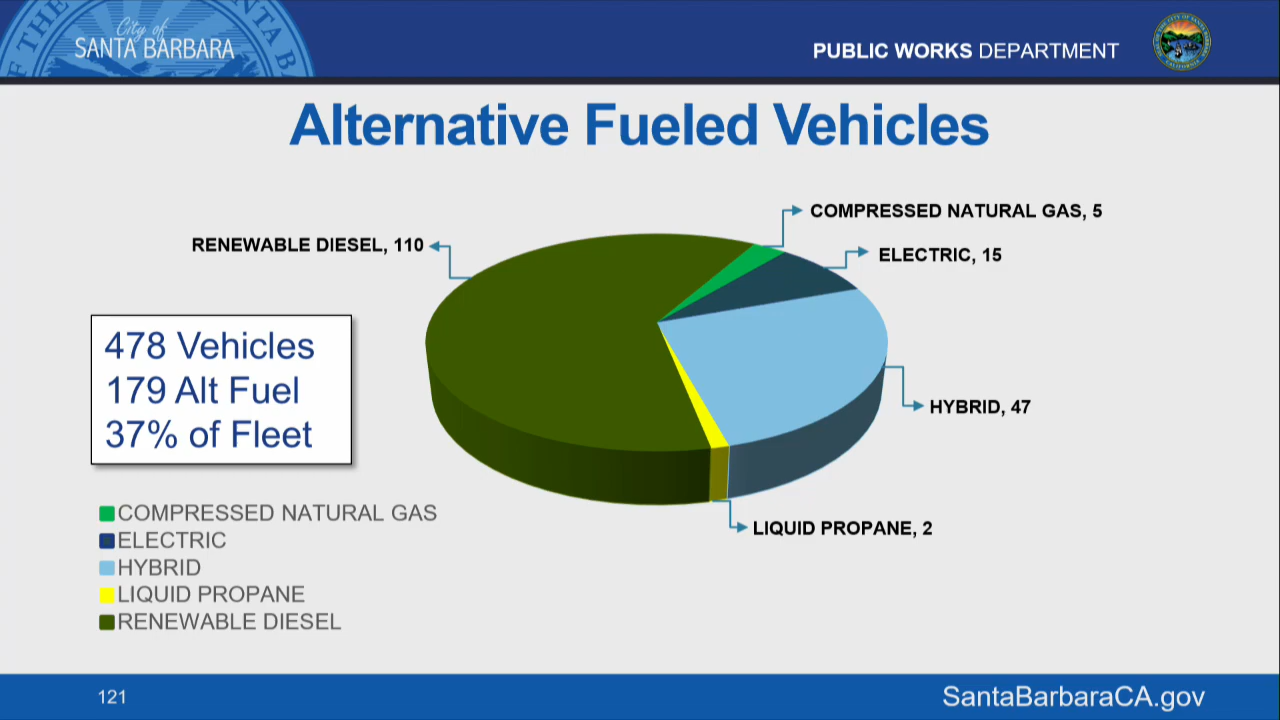 City of
SANTA BARBARA
PUBLIC WORKS DEPARTMENT
Alternative Fueled Vehicles
COMPRESSED NATURAL GAS, 5
RENEWABLE DIESEL, 110
ELECTRIC, 15
478 Vehicles
179 Alt Fuel
37% of Fleet
HYBRID, 47
LIQUID PROPANE, 2
COMPRESSED NATURAL GAS
ELECTRIC
HYBRID
LIQUID PROPANE
RENEWABLE DIESEL
121
SantaBarbaraCA.gov